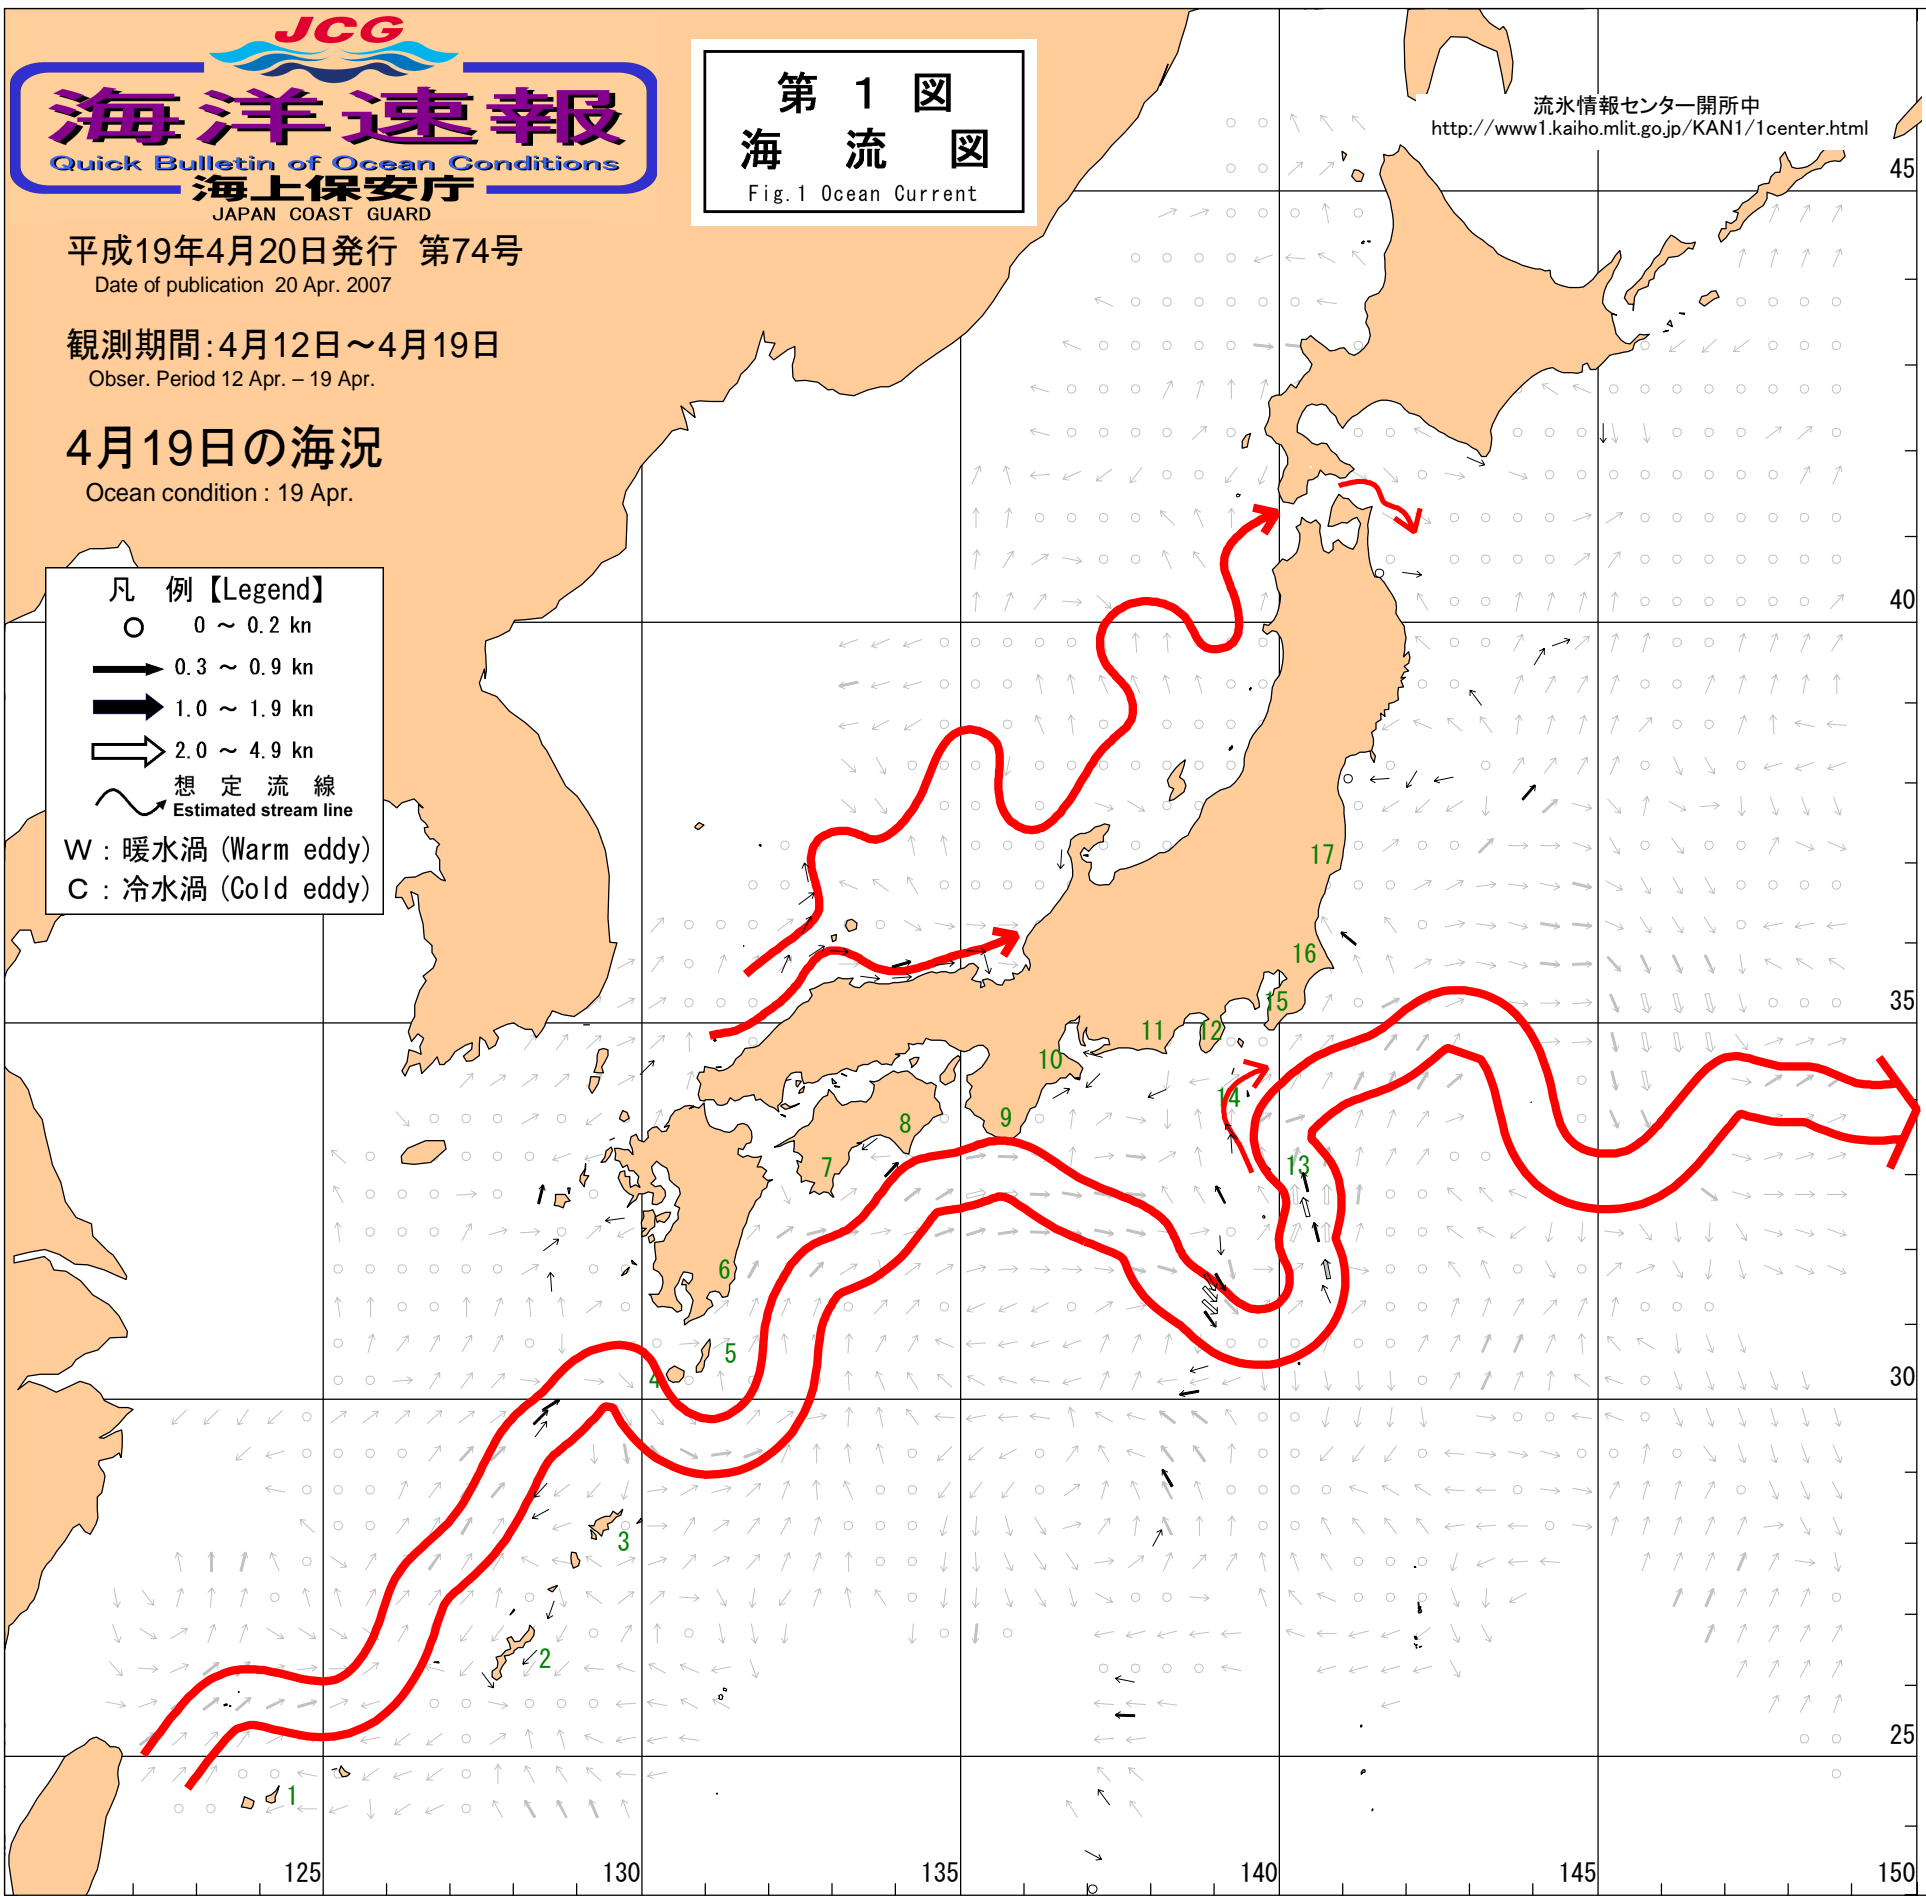 JCG
海洋速報
Quick Bulletin of Ocean Conditions
海上保安庁
JAPAN COAST GUARD
平成19年4月20日発行 第74号
Date of publication 20 Apr. 2007
観測期間:4月12日～4月19日
Obser. Period 12 Apr. – 19 Apr.
4月19日の海況
Ocean condition : 19 Apr.
第 1 図
海 流 図
Fig.1 Ocean Current
流氷情報センター開所中
http://www1.kaiho.mlit.go.jp/KAN1/1center.html
凡 例【Legend】
0 ～ 0.2 kn
0.3 ～ 0.9 kn
1.0 ～ 1.9 kn
2.0 ～ 4.9 kn
想 定 流 線
Estimated stream line
W : 暖水渦 (Warm eddy)
C : 冷水渦 (Cold eddy)
45
40
35
30
25
17
16
15
12
11
10
14
9
8
13
7
6
5
4
3
2
1
125
130
135
140
145
150